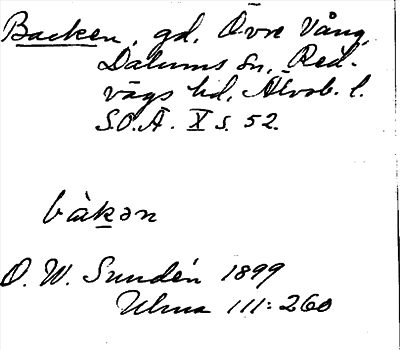 Backen, gd, Övre Vång,
Dalums sn, Red-
vägs hd, Älvsb. l.
S.O.Ä. X s. 52.
bàkən
D. W. Sundén 1899
Ulma 111:260